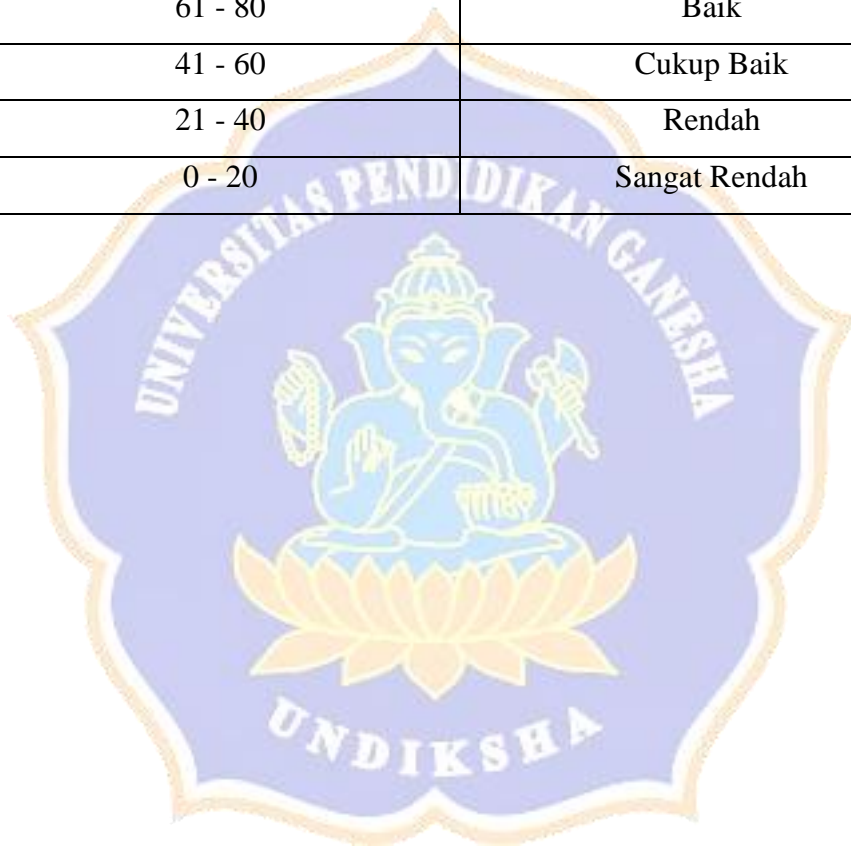 61 - 80 Baik
41 - 60 Cukup Baik
21 - 40 Rendah
0 - 20 Sangat Rendah
UNIVERSITAS PENDIDIKAN GANESHA
UNDIKSHA